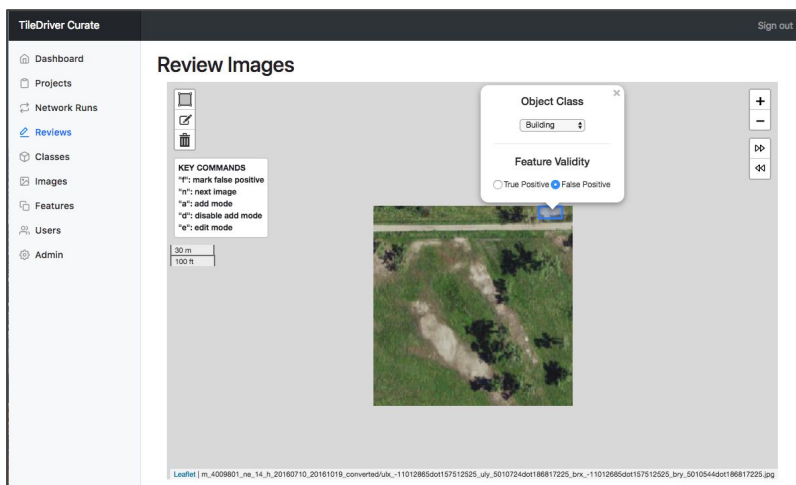 TileDriver Curate
Sign out
Dashboard
Projects
Network Runs
Reviews
Classes
Images
Features
Users
Admin
Review Images
KEY COMMANDS
"f": mark false positive
"n": next image
"a": add mode
"d": disable add mode
"e": edit mode
30 m
100 ft
×
Object Class
Building
Feature Validity
True Positive False Positive
+
−
Leaflet | m_4009801_ne_14_h_20160710_20161019_converted/ulx_-11012865dot157512525_uly_5010724dot186817225_brx_-11012685dot157512525_bry_5010544dot186817225.jpg